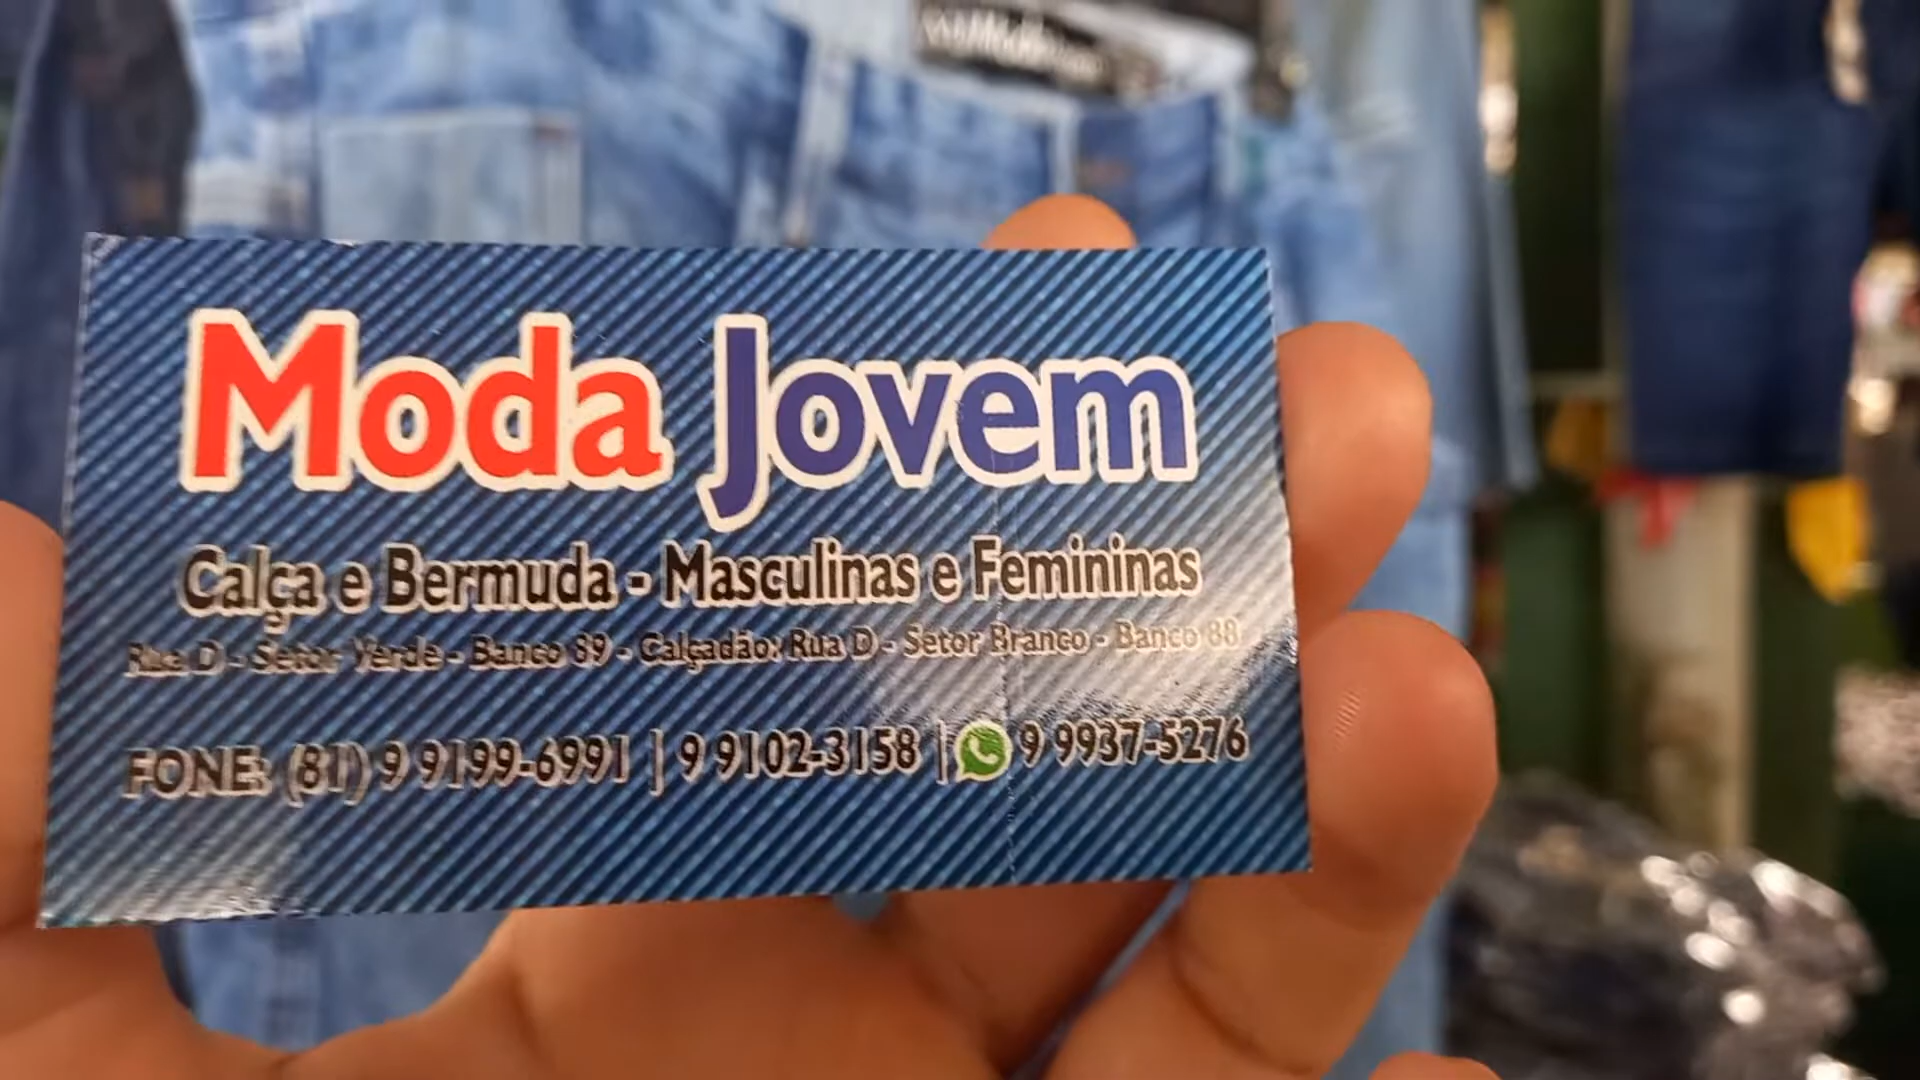 Moda Jovem
Calça e Bermuda - Masculinas e Femininas
Rua D - Setor Verde - Banco 89 - Calçadão: Rua D - Setor Branco - Banco 88
FONE: (81) 9 9199-6991 | 9 9102-3158 | 9 9937-5276